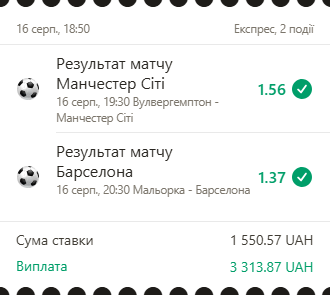 16 серп., 18:50 Експрес, 2 події
Результат матчу
Манчестер Сіті 1.56
16 серп., 19:30 Вулвергемптон -
Манчестер Сіті
Результат матчу
Барселона 1.37
16 серп., 20:30 Мальорка - Барселона
Сума ставки 1 550.57 UAH
Виплата 3 313.87 UAH